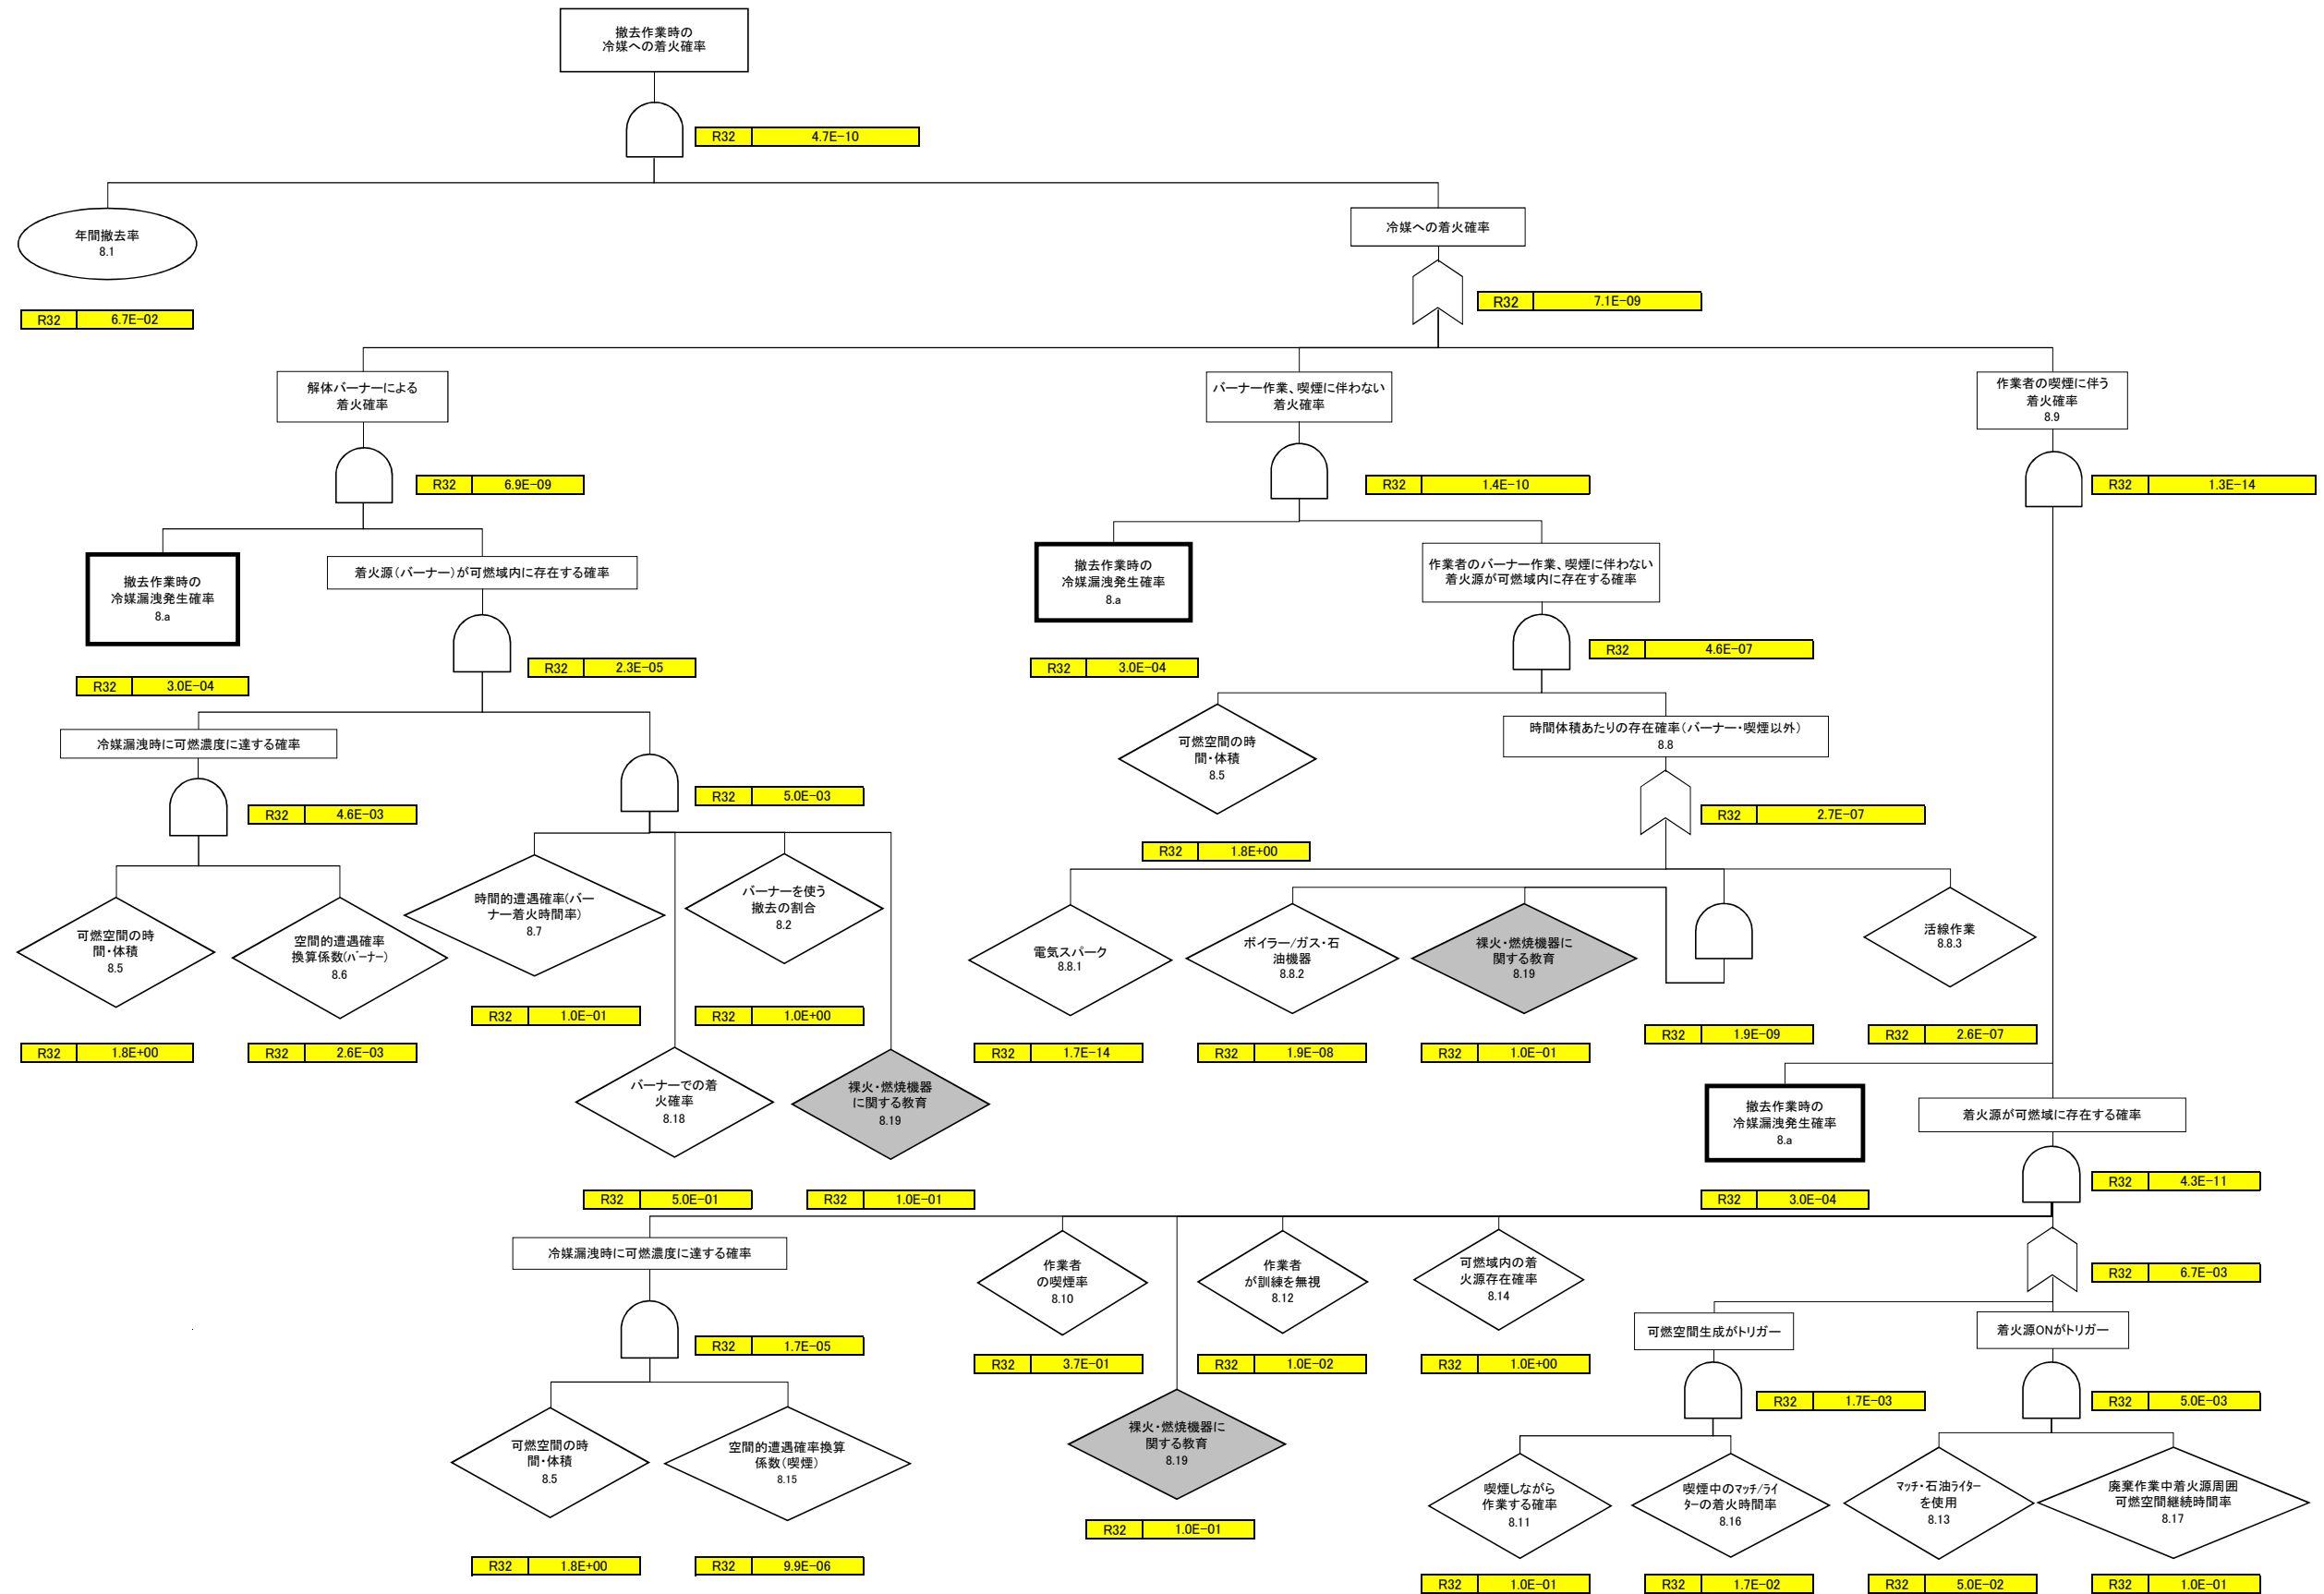 撤去作業時の
冷媒への着火確率
R32 4.7E-10
年間撤去率
8.1
R32 6.7E-02
冷媒への着火確率
R32 7.1E-09
解体バーナーによる
着火確率
R32 6.9E-09
バーナー作業、喫煙に伴わない
着火確率
R32 1.4E-10
作業者の喫煙に伴う
着火確率
8.9
R32 1.3E-14
撤去作業時の
冷媒漏洩発生確率
8.a
R32 3.0E-04
着火源(バーナー)が可燃域内に存在する確率
R32 2.3E-05
撤去作業時の
冷媒漏洩発生確率
8.a
R32 3.0E-04
作業者のバーナー作業、喫煙に伴わない
着火源が可燃域内に存在する確率
R32 4.6E-07
冷媒漏洩時に可燃濃度に達する確率
R32 4.6E-03
R32 5.0E-03
可燃空間の時
間・体積
8.5
R32 1.8E+00
時間体積あたりの存在確率(バーナー・喫煙以外)
8.8
R32 2.7E-07
可燃空間の時
間・体積
8.5
R32 1.8E+00
空間的遭遇確率
換算係数(バーナー)
8.6
R32 2.6E-03
時間的遭遇確率(バー
ナー着火時間率)
8.7
R32 1.0E-01
バーナーを使う
撤去の割合
8.2
R32 1.0E+00
バーナーでの着
火確率
8.18
R32 5.0E-01
裸火・燃焼機器
に関する教育
8.19
R32 1.0E-01
電気スパーク
8.8.1
R32 1.7E-14
ボイラー/ガス・石
油機器
8.8.2
R32 1.9E-08
裸火・燃焼機器に
関する教育
8.19
R32 1.0E-01
R32 1.9E-09
活線作業
8.8.3
R32 2.6E-07
撤去作業時の
冷媒漏洩発生確率
8.a
R32 3.0E-04
着火源が可燃域に存在する確率
R32 4.3E-11
冷媒漏洩時に可燃濃度に達する確率
R32 1.7E-05
作業者
の喫煙率
8.10
R32 3.7E-01
作業者
が訓練を無視
8.12
R32 1.0E-02
可燃域内の着
火源存在確率
8.14
R32 1.0E+00
R32 6.7E-03
可燃空間生成がトリガー
R32 1.7E-03
着火源ONがトリガー
R32 5.0E-03
可燃空間の時
間・体積
8.5
R32 1.8E+00
空間的遭遇確率換算
係数(喫煙)
8.15
R32 9.9E-06
裸火・燃焼機器に
関する教育
8.19
R32 1.0E-01
喫煙しながら
作業する確率
8.11
R32 1.0E-01
喫煙中のマッチ/ライ
ターの着火時間率
8.16
R32 1.7E-02
マッチ・石油ライター
を使用
8.13
R32 5.0E-02
廃棄作業中着火源周囲
可燃空間継続時間率
8.17
R32 1.0E-01